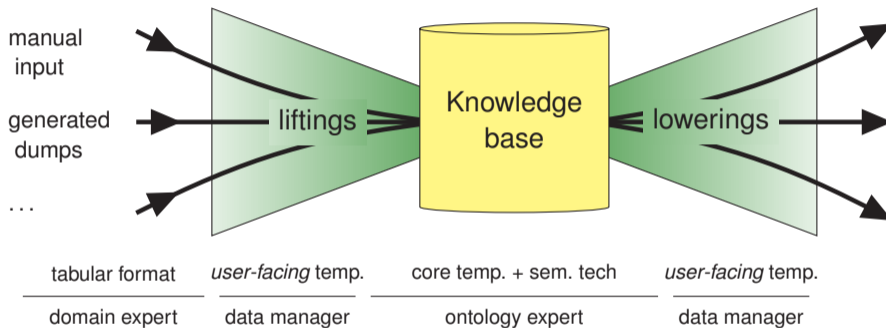 manual
input
generated
dumps
...
liftings
Knowledge
base
lowerings
tabular format
user-facing temp.
core temp. + sem. tech
user-facing temp.
domain expert
data manager
ontology expert
data manager